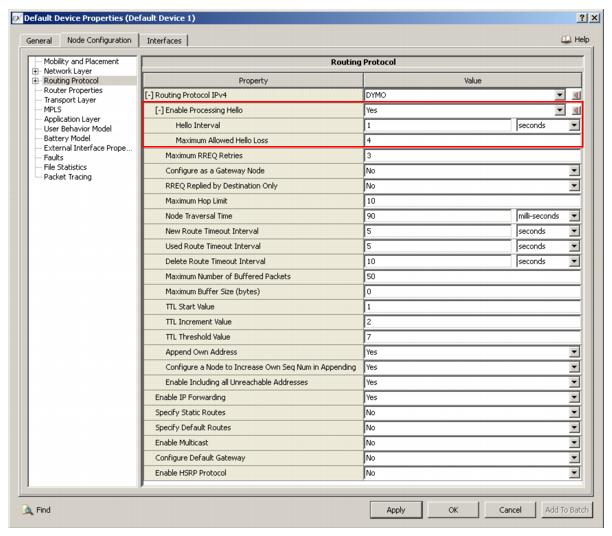 Default Device Properties (Default Device 1)
General
Node Configuration
Interfaces
Help
Mobility and Placement
Network Layer
Routing Protocol
Router Properties
Transport Layer
MPLS
Application Layer
User Behavior Model
Battery Model
External Interface Prope...
Faults
File Statistics
Packet Tracing
Routing Protocol
Property Value
[-] Routing Protocol IPv4 DYMO
[-] Enable Processing Hello Yes
Hello Interval 1 seconds
Maximum Allowed Hello Loss 4
Maximum RREQ Retries 3
Configure as a Gateway Node No
RREQ Replied by Destination Only No
Maximum Hop Limit 10
Node Traversal Time 90 milli-seconds
New Route Timeout Interval 5 seconds
Used Route Timeout Interval 5 seconds
Delete Route Timeout Interval 10 seconds
Maximum Number of Buffered Packets 50
Maximum Buffer Size (bytes) 0
TTL Start Value 1
TTL Increment Value 2
TTL Threshold Value 7
Append Own Address Yes
Configure a Node to Increase Own Seq Num in Appending Yes
Enable Including all Unreachable Addresses Yes
Enable IP Forwarding Yes
Specify Static Routes No
Specify Default Routes No
Enable Multicast No
Configure Default Gateway No
Enable HSRP Protocol No
Find
Apply
OK
Cancel
Add To Batch